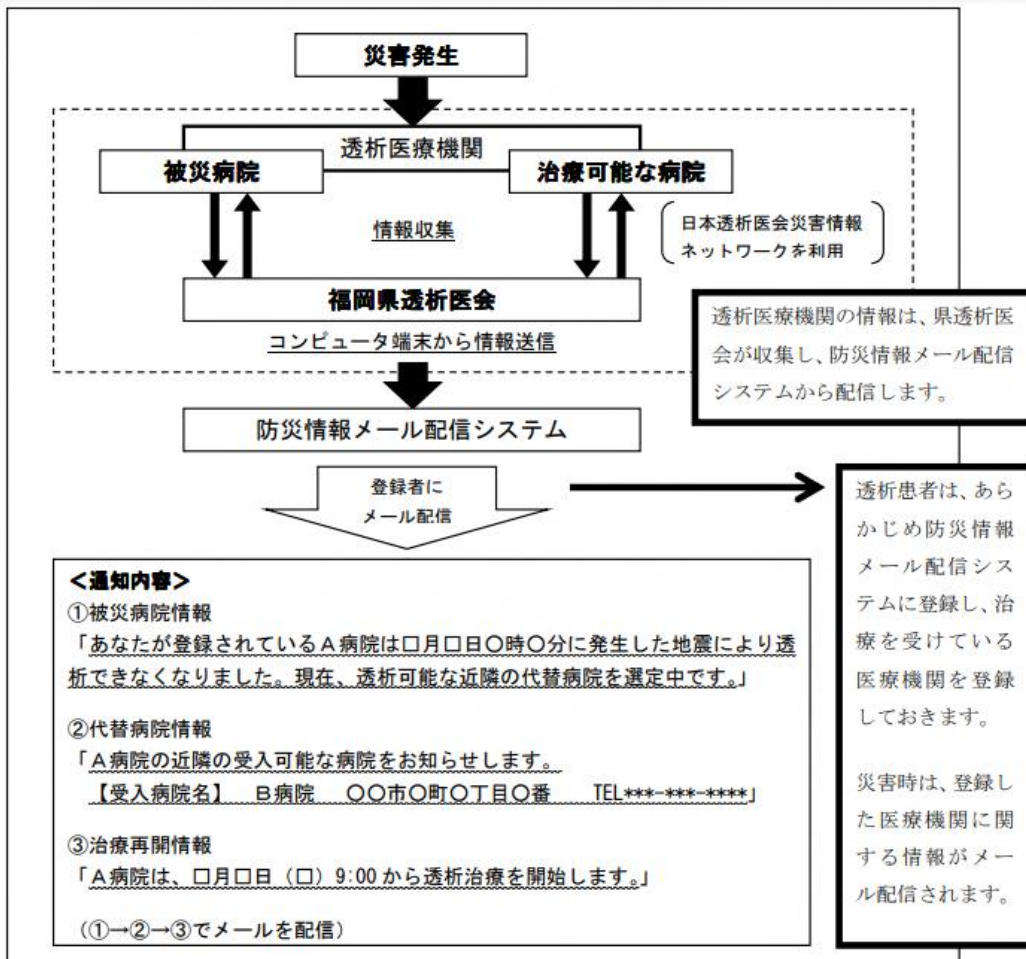 災害発生
透析医療機関
被災病院
治療可能な病院
情報収集
日本透析医会災害情報
ネットワークを利用
福岡県透析医会
コンピュータ端末から情報送信
透析医療機関の情報は、県透析医
会が収集し、防災情報メール配信
システムから配信します。
防災情報メール配信システム
登録者に
メール配信
透析患者は、あら
かじめ防災情報
メール配信シス
テムに登録し、治
療を受けている
医療機関を登録
しておきます。
災害時は、登録し
た医療機関に関
する情報がメー
ル配信されます。
＜通知内容＞
①被災病院情報
「あなたが登録されているＡ病院は□月□日〇時〇分に発生した地震により透
析できなくなりました。現在、透析可能な近隣の代替病院を選定中です。」
②代替病院情報
「Ａ病院の近隣の受入可能な病院をお知らせします。
【受入病院名】　Ｂ病院　〇〇市〇町〇丁目〇番　TEL***-***-****」
③治療再開情報
「Ａ病院は、□月□日（□）9:00 から透析治療を開始します。」
（①→②→③でメールを配信）